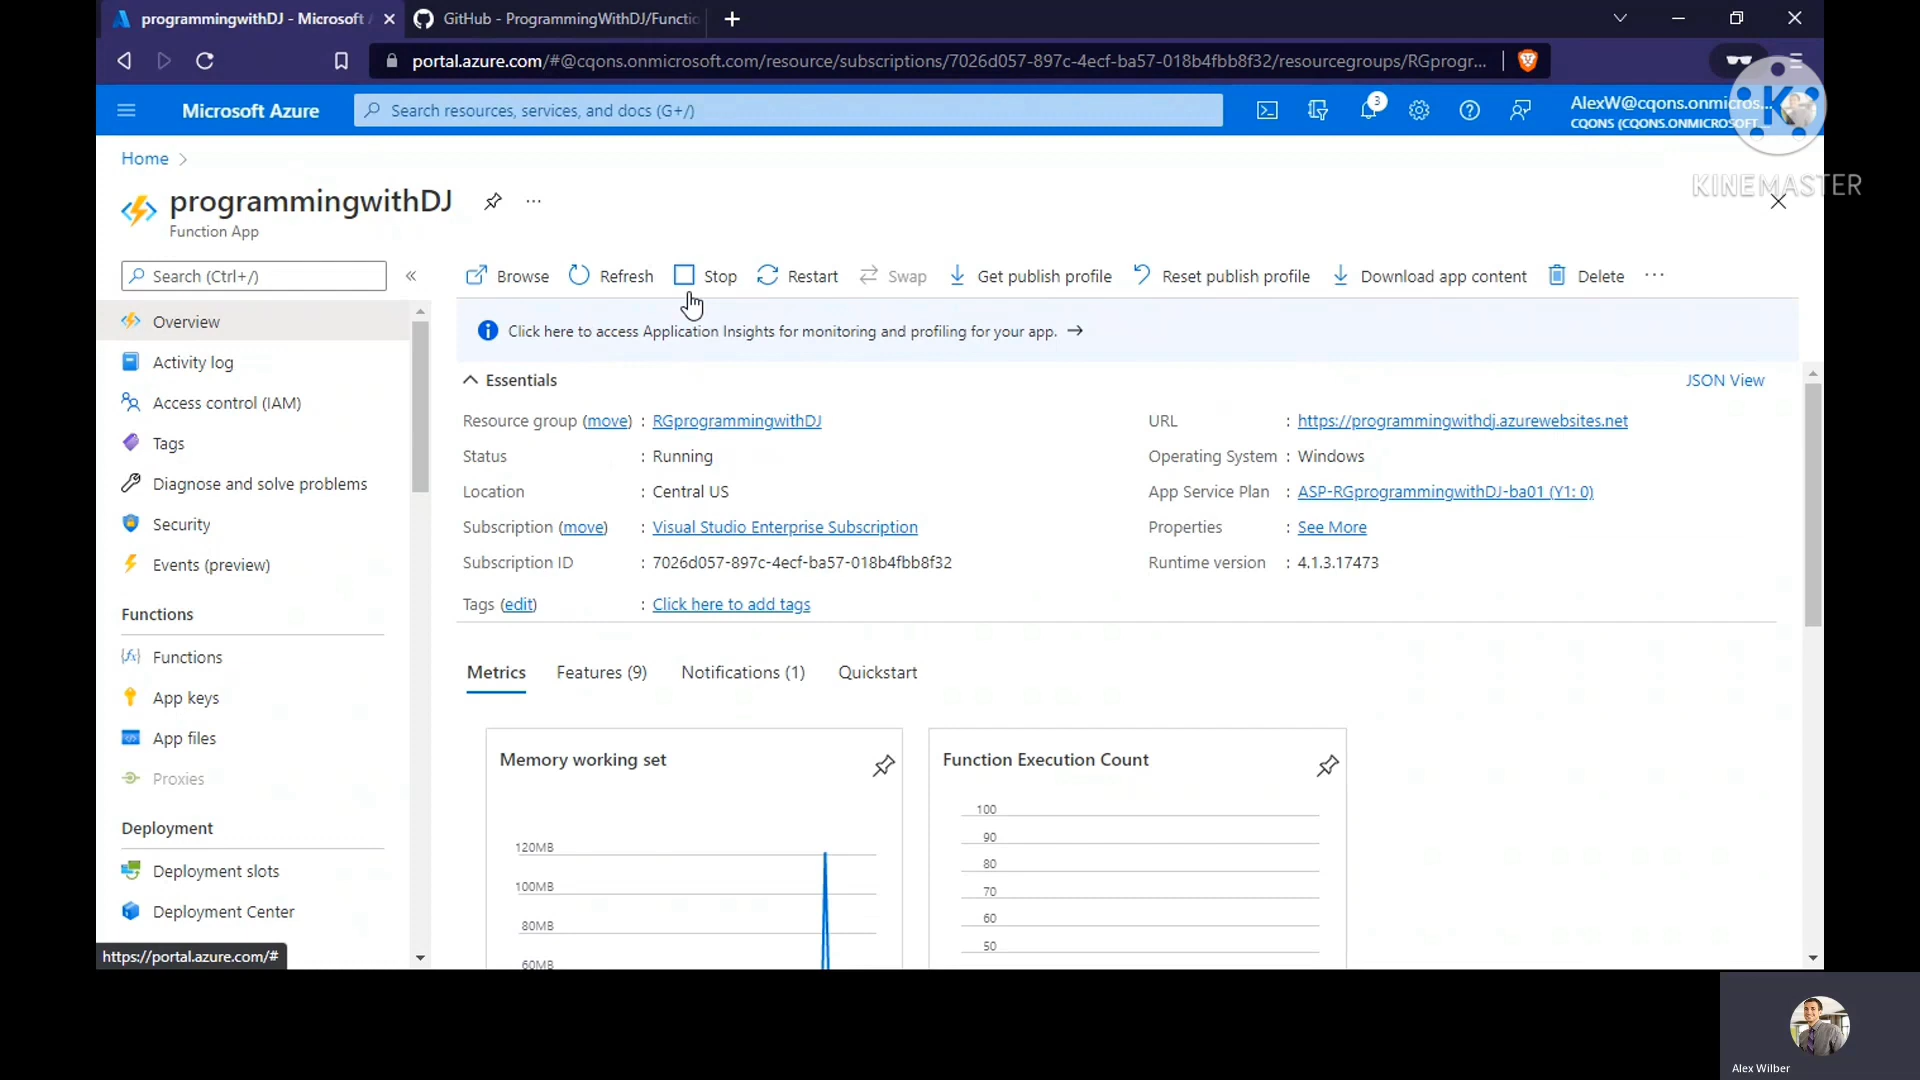 programmingwithDJ - Microsoft
GitHub - ProgrammingWithDJ/Functio
portal.azure.com/#@cqons.onmicrosoft.com/resource/subscriptions/7026d057-897c-4ecf-ba57-018b4fbb8f32/resourcegroups/RGprogr...
Microsoft Azure
Search resources, services, and docs (G+/)
3
AlexW@cqons.onmicros...
CQONS (CQONS.ONMICROSOFT....
K
KINEMASTER
Home
programmingwithDJ
...
Function App
Search (Ctrl+/)
«
Browse
Refresh
Stop
Restart
Swap
Get publish profile
Reset publish profile
Download app content
Delete
...
Click here to access Application Insights for monitoring and profiling for your app. →
Overview
Activity log
Access control (IAM)
Tags
Diagnose and solve problems
Security
Events (preview)
Functions
Functions
App keys
App files
Proxies
Deployment
Deployment slots
Deployment Center
https://portal.azure.com/#
Essentials
JSON View
Resource group (move) : RGprogrammingwithDJ
Status : Running
Location : Central US
Subscription (move) : Visual Studio Enterprise Subscription
Subscription ID : 7026d057-897c-4ecf-ba57-018b4fbb8f32
Tags (edit) : Click here to add tags
URL : https://programmingwithdj.azurewebsites.net
Operating System : Windows
App Service Plan : ASP-RGprogrammingwithDJ-ba01 (Y1: 0)
Properties : See More
Runtime version : 4.1.3.17473
Metrics
Features (9)
Notifications (1)
Quickstart
Memory working set
120MB
100MB
80MB
60MB
Function Execution Count
100
90
80
70
60
50
Alex Wilber